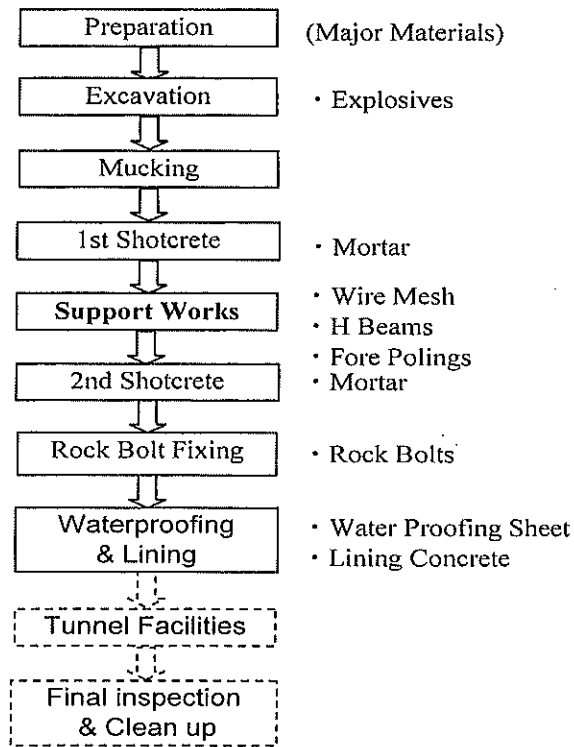 Preparation (Major Materials)
Excavation ・Explosives
Mucking
1st Shotcrete ・Mortar
・Wire Mesh
Support Works ・H Beams
・Fore Polings
2nd Shotcrete ・Mortar
Rock Bolt Fixing ・Rock Bolts
Waterproofing ・Water Proofing Sheet
& Lining ・Lining Concrete
Tunnel Facilities
Final inspection
& Clean up